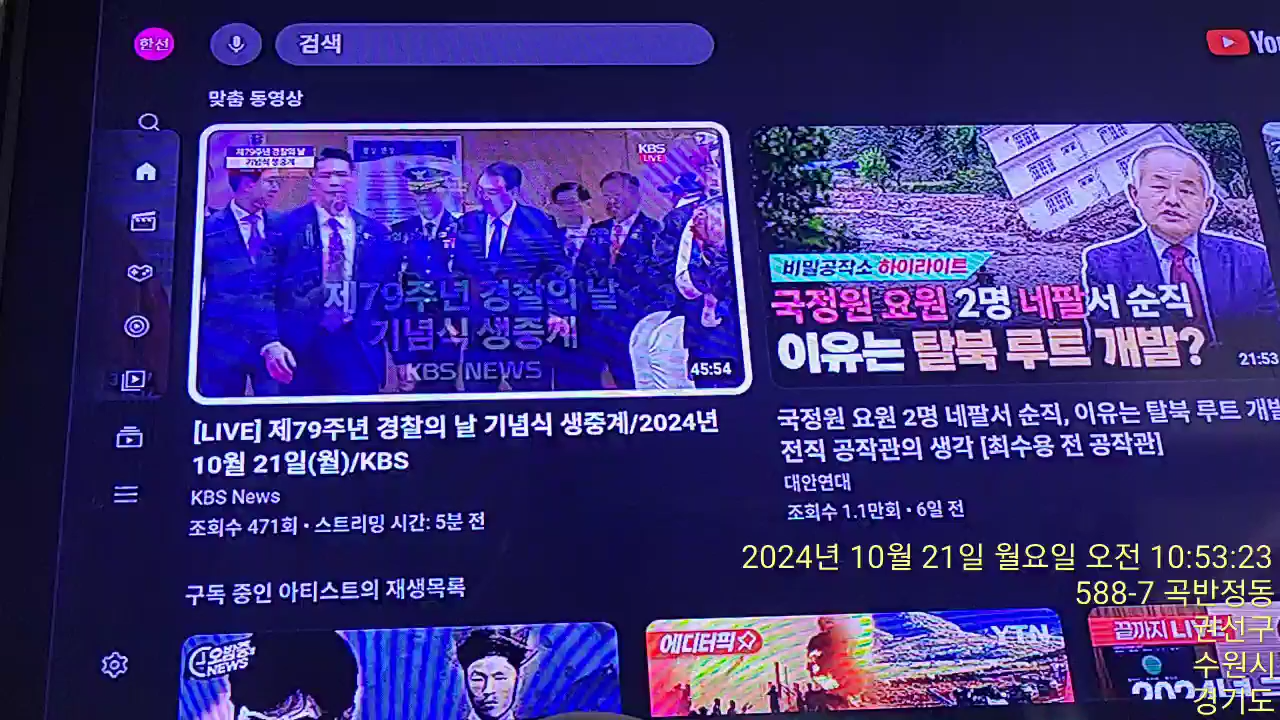 한선
검색
맞춤 동영상
제79주년 경찰의 날
기념식 생중계
KBS
LIVE
제79주년 경찰의 날
기념식 생중계
KBS NEWS
45:54
[LIVE] 제79주년 경찰의 날 기념식 생중계/2024년
10월 21일(월)/KBS
KBS News
조회수 471회 • 스트리밍 시간: 5분 전
비밀공작소 하이라이트
국정원 요원 2명 네팔서 순직
이유는 탈북 루트 개발?
21:53
국정원 요원 2명 네팔서 순직, 이유는 탈북 루트
전직 공작관의 생각 [최수용 전 공작관]
대안연대
조회수 1.1만회 • 6일 전
구독 중인 아티스트의 재생목록
NEWS
에디터픽
YTN
끝까지 LIVE
2024년 10월 21일 월요일 오전 10:53:23
588-7 곡반정동
권선구
수원시
경기도